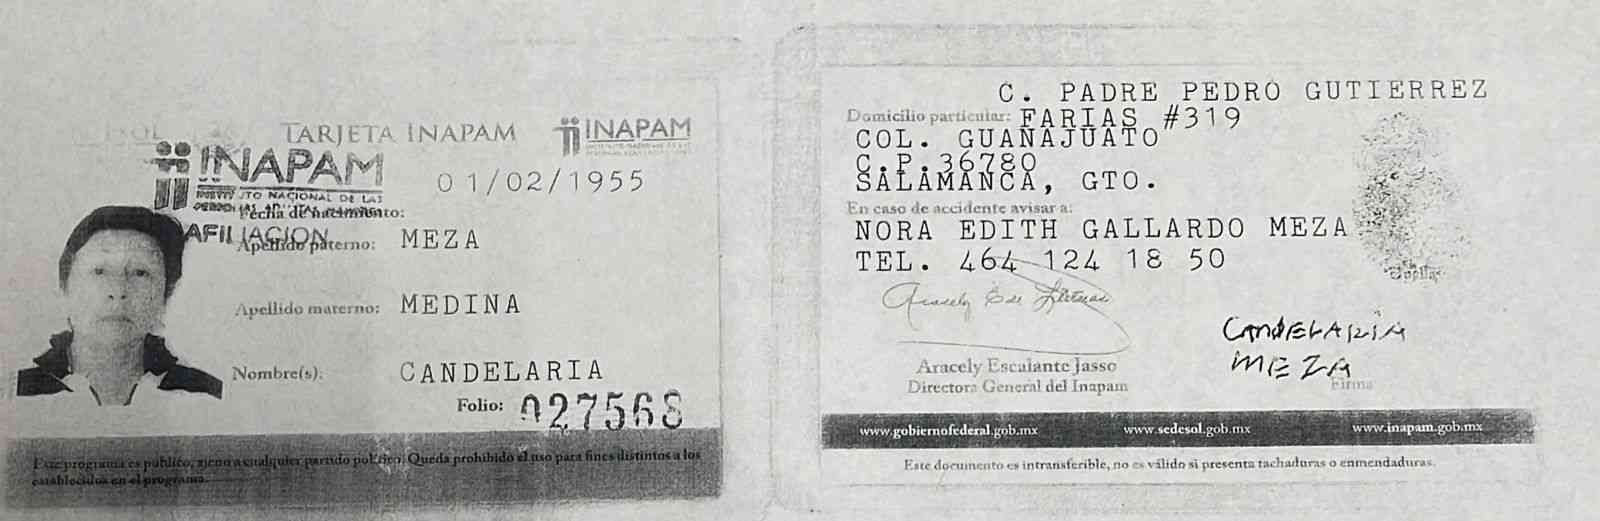 TARJETA INAPAM
INAPAM
INAPAM
INSTITUTO NACIONAL DE LAS
AFILIACION
01/02/1955
Fecha de nacimiento:
Apellido paterno: MEZA
Apellido materno: MEDINA
Nombre(s): CANDELARIA
Folio: 027568
Este programa es público, ajeno a cualquier partido político. Queda prohibido el uso para fines distintos a los
establecidos en el programa.
C. PADRE PEDRO GUTIERREZ
Domicilio particular: FARIAS #319
COL. GUANAJUATO
C.P.36780
SALAMANCA, GTO.
En caso de accidente avisar a:
NORA EDITH GALLARDO MEZA
TEL. 464 124 18 50
Huella
Aracely Escalante Jasso
Directora General del Inapam
CANDELARIA
MEZA
Firma
www.gobiernofederal.gob.mx www.sedesol.gob.mx www.inapam.gob.mx
Este documento es intransferible, no es válido si presenta tachaduras o enmendaduras.